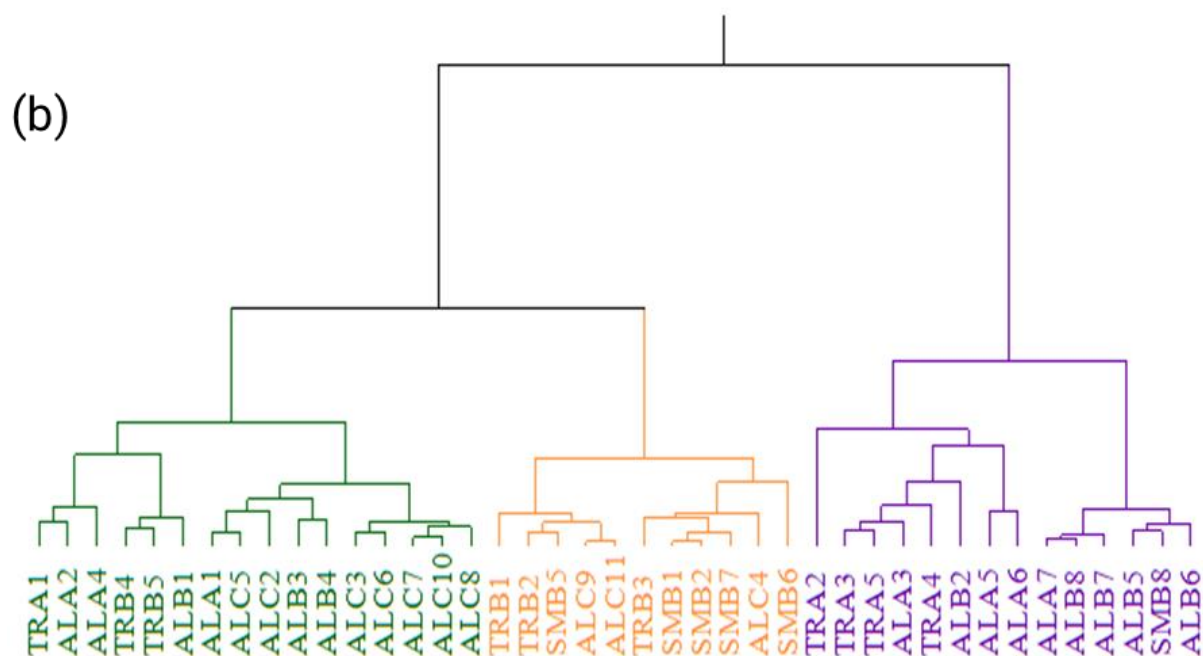 (b)
TRA1
ALA2
ALA4
TRB4
TRB5
ALB1
ALA1
ALC5
ALC2
ALB3
ALB4
ALC3
ALC6
ALC7
ALC10
ALC8
TRB1
TRB2
SMB5
ALC9
ALC11
TRB3
SMB1
SMB2
SMB7
ALC4
SMB6
TRA2
TRA3
TRA5
ALA3
TRA4
ALB2
ALA5
ALA6
ALA7
ALB8
ALB7
ALB5
SMB8
ALB6